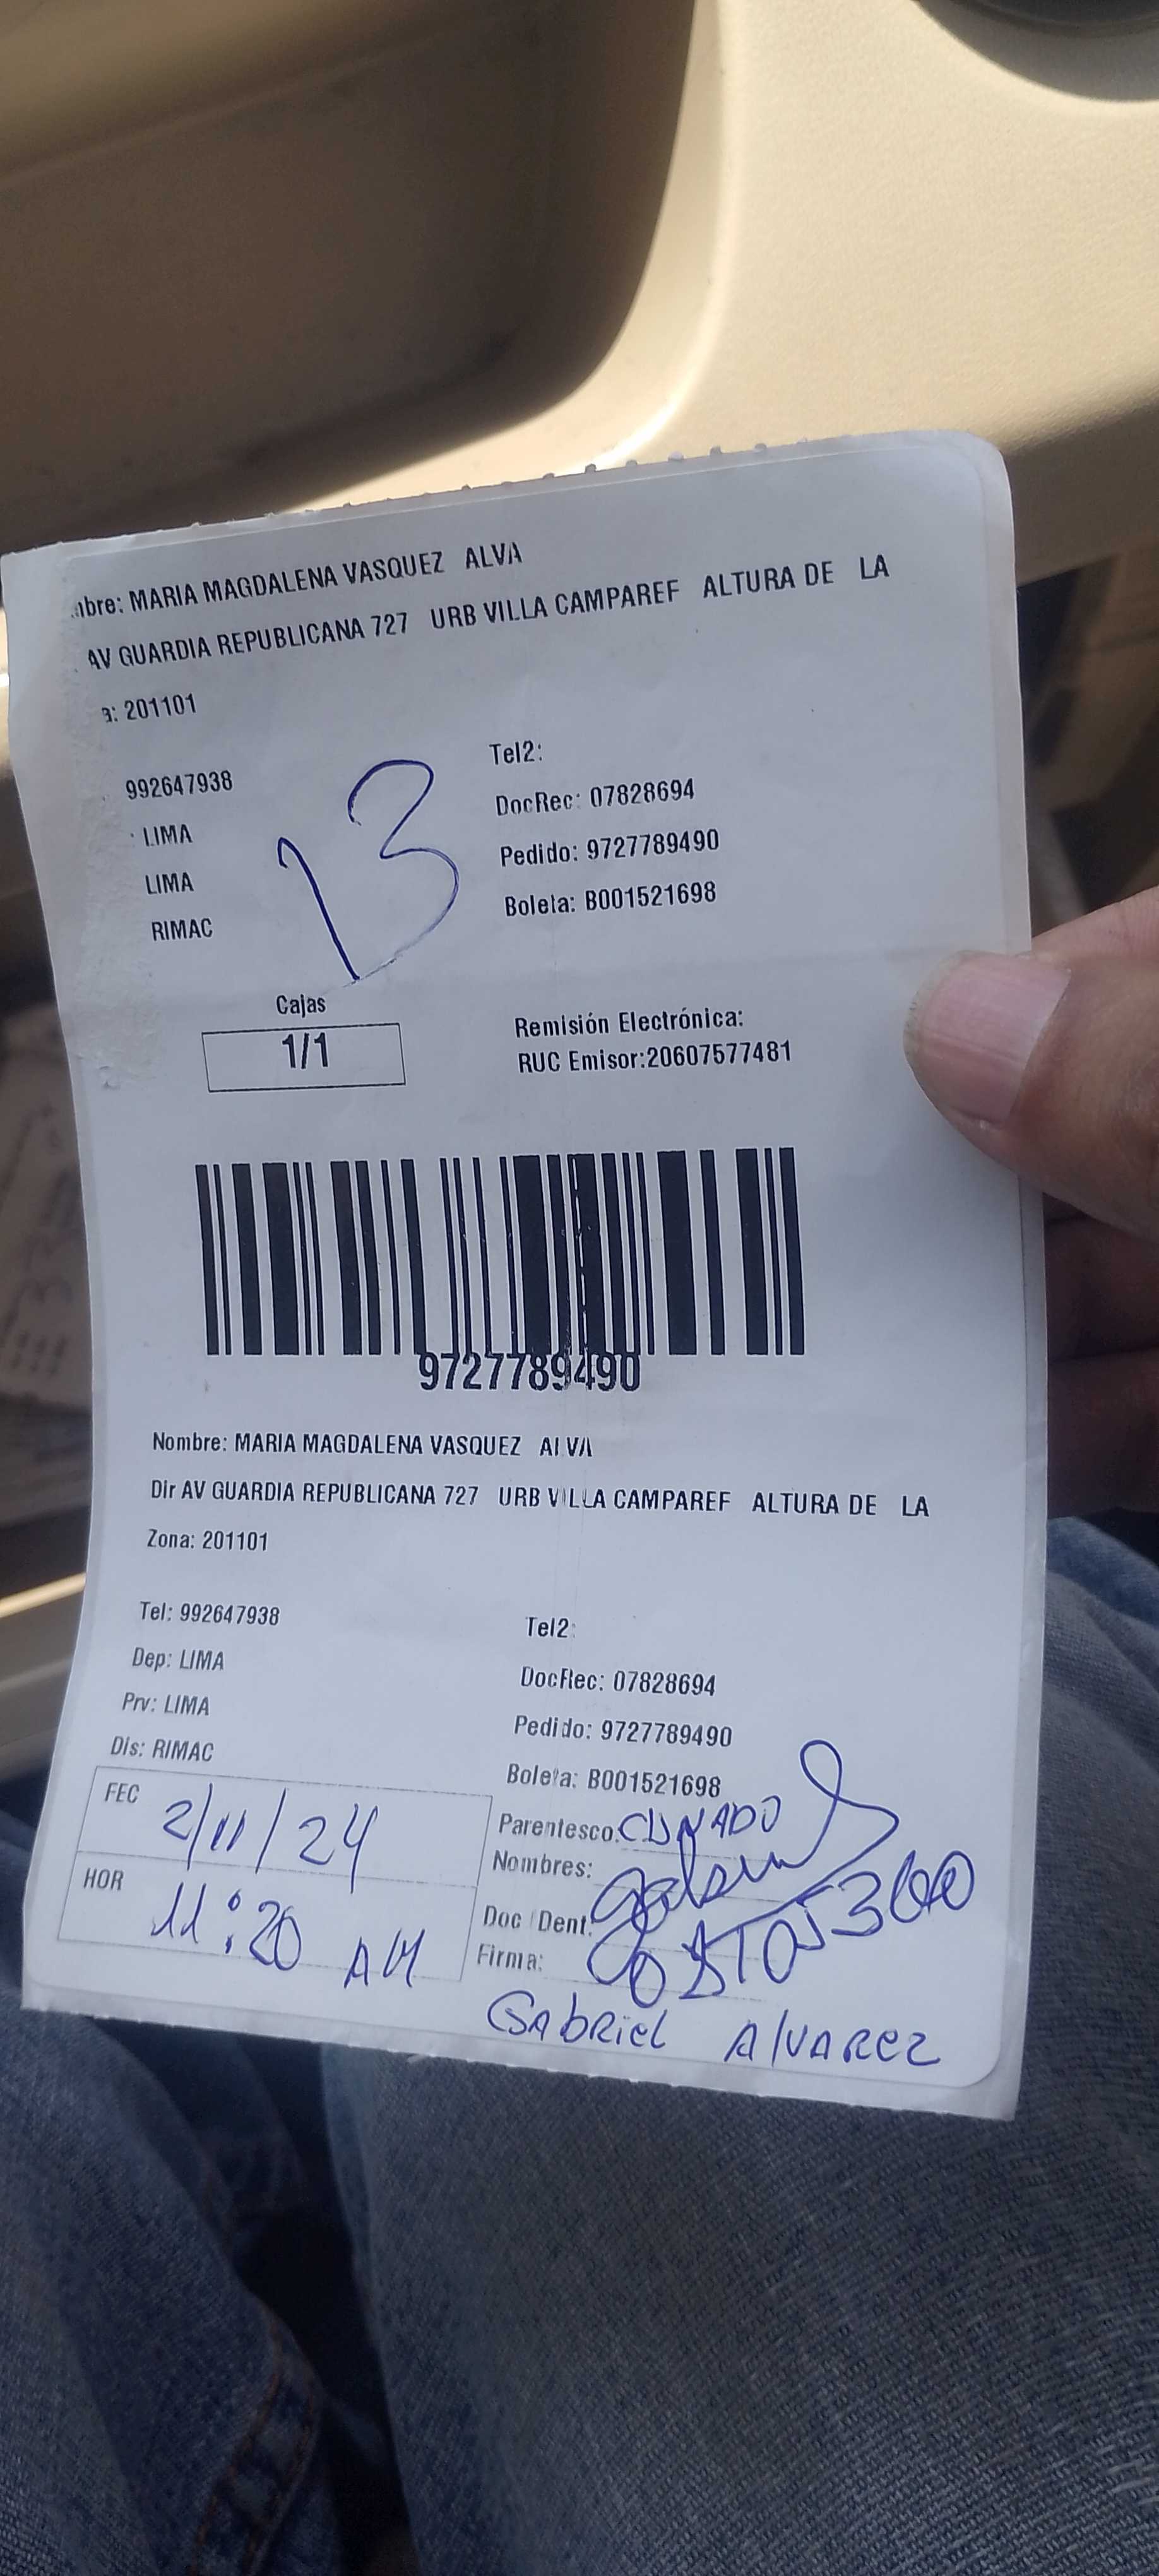 bre: MARIA MAGDALENA VASQUEZ ALVA
AV GUARDIA REPUBLICANA 727 URB VILLA CAMPAREF ALTURA DE LA
a: 201101
992647938
Tel2:
LIMA
DocRec: 07828694
LIMA
Pedido: 9727789490
RIMAC
Boleta: B001521698
13
Cajas
1/1
Remisión Electrónica:
RUC Emisor:20607577481
9727789490
Nombre: MARIA MAGDALENA VASQUEZ ALVA
Dir AV GUARDIA REPUBLICANA 727 URB VILLA CAMPAREF ALTURA DE LA
Zona: 201101
Tel: 992647938
Tel2:
Dep: LIMA
DocRec: 07828694
Prv: LIMA
Pedido: 9727789490
Dis: RIMAC
Boleta: B001521698
FEC 2/11/24
Parentesco: CUNADO
Nombres:
HOR 11:20 AM
Doc Ident.
Firma:
Gabriel Alvarez